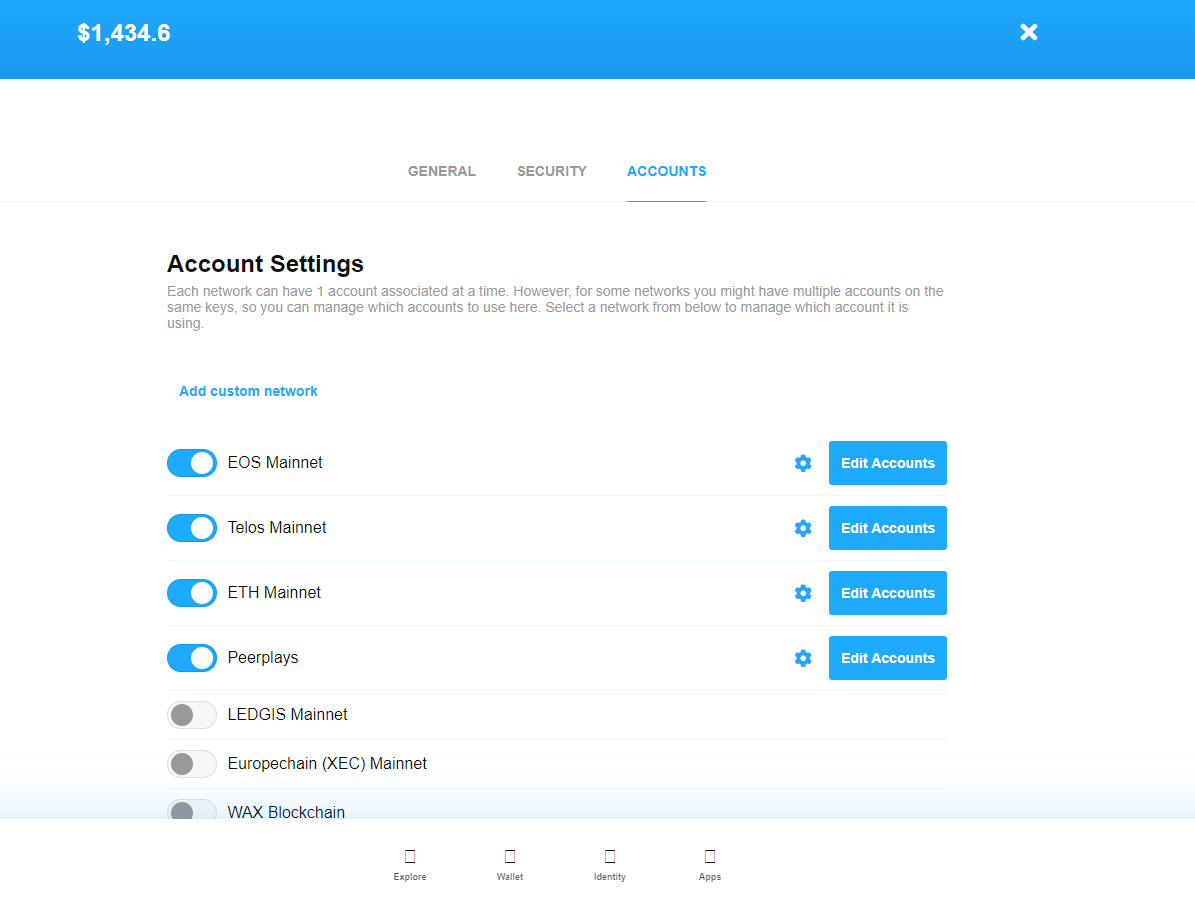 $1,434.6
GENERAL SECURITY ACCOUNTS
Account Settings
Each network can have 1 account associated at a time. However, for some networks you might have multiple accounts on the
same keys, so you can manage which accounts to use here. Select a network from below to manage which account it is
using.
Add custom network
EOS Mainnet Edit Accounts
Telos Mainnet Edit Accounts
ETH Mainnet Edit Accounts
Peerplays Edit Accounts
LEDGIS Mainnet
Europechain (XEC) Mainnet
WAX Blockchain
Explore Wallet Identity Apps